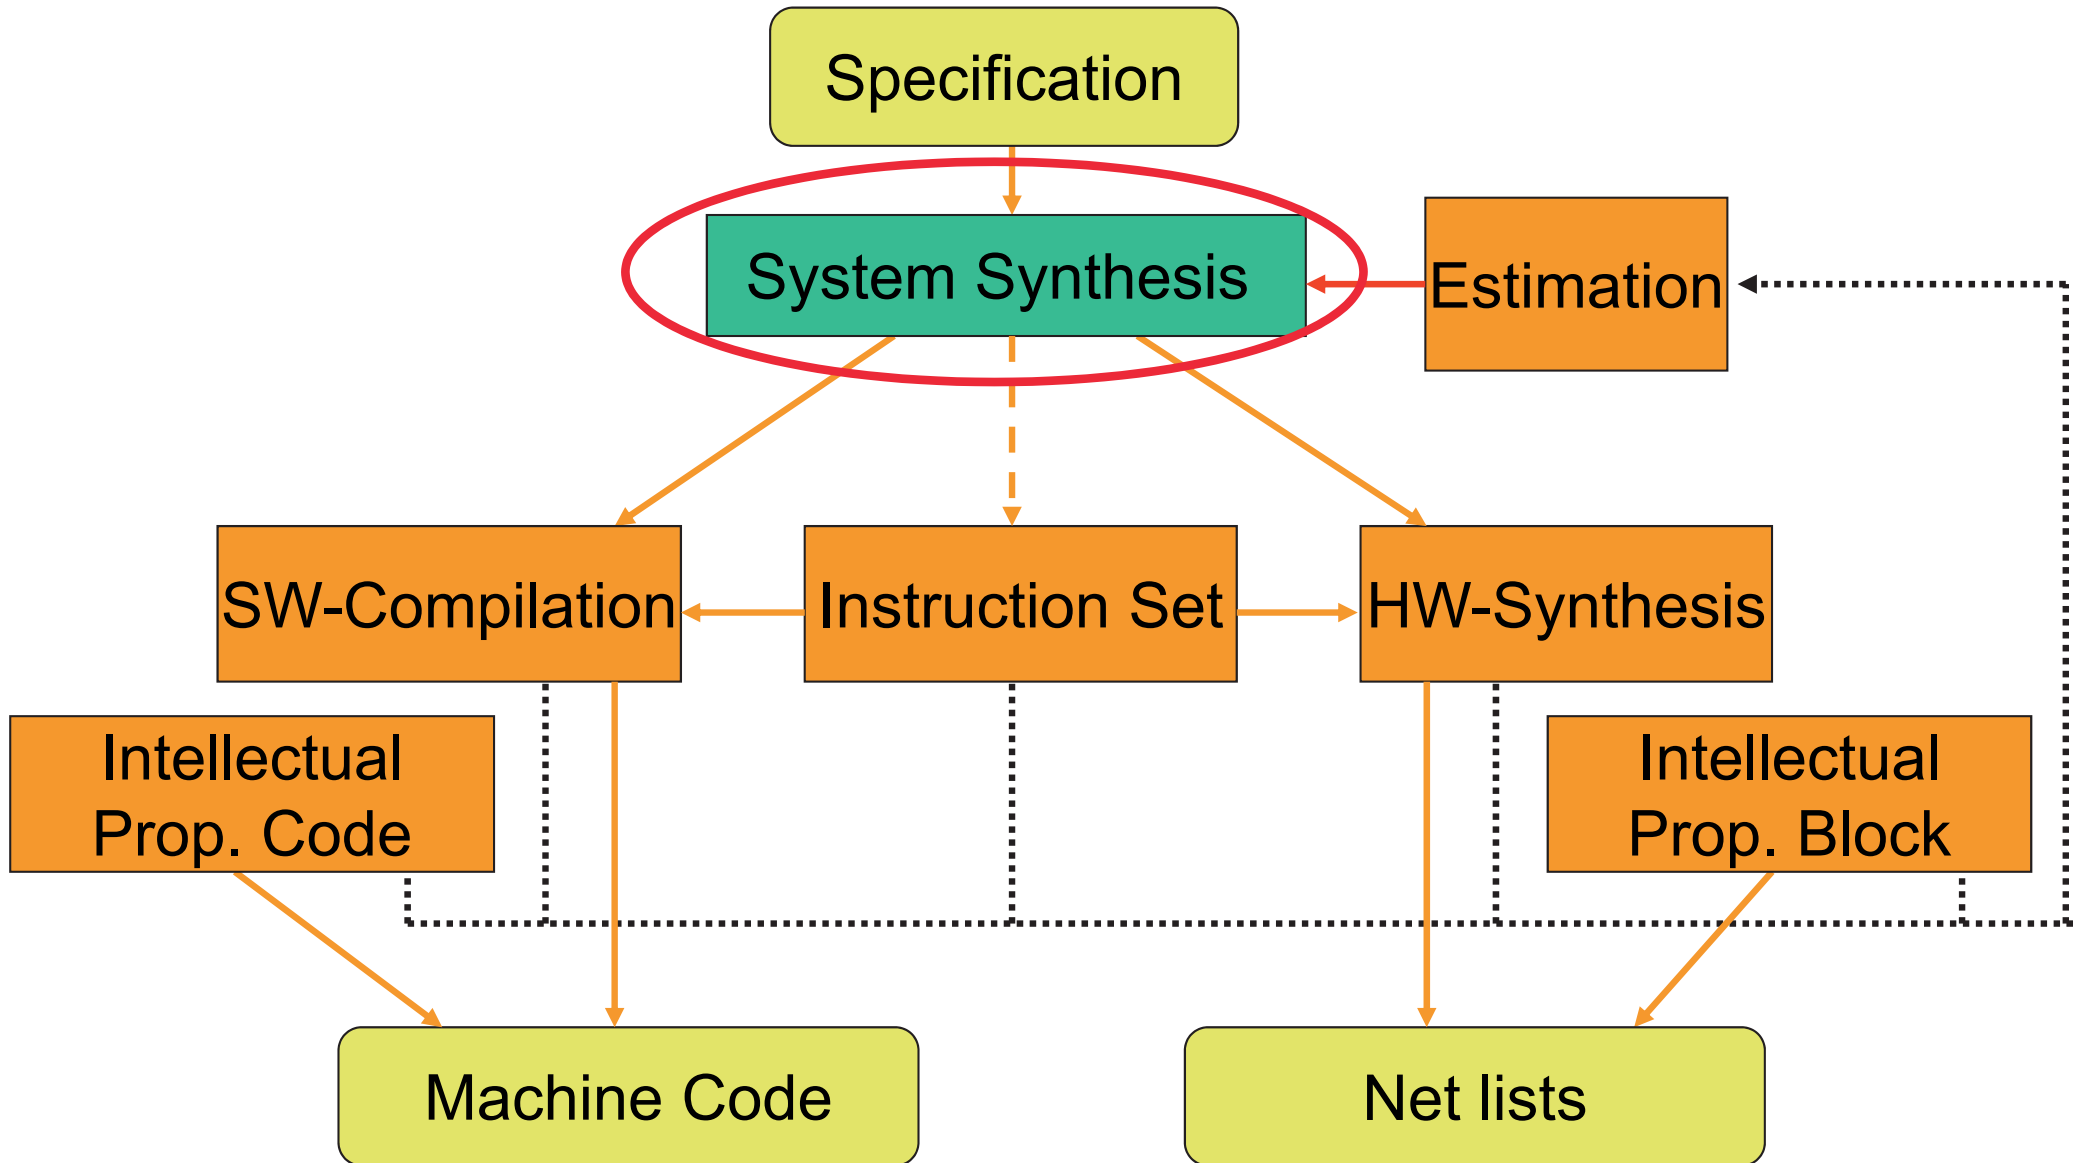 Specification
System Synthesis
Estimation
SW-Compilation
Instruction Set
HW-Synthesis
Intellectual
Prop. Code
Intellectual
Prop. Block
Machine Code
Net lists